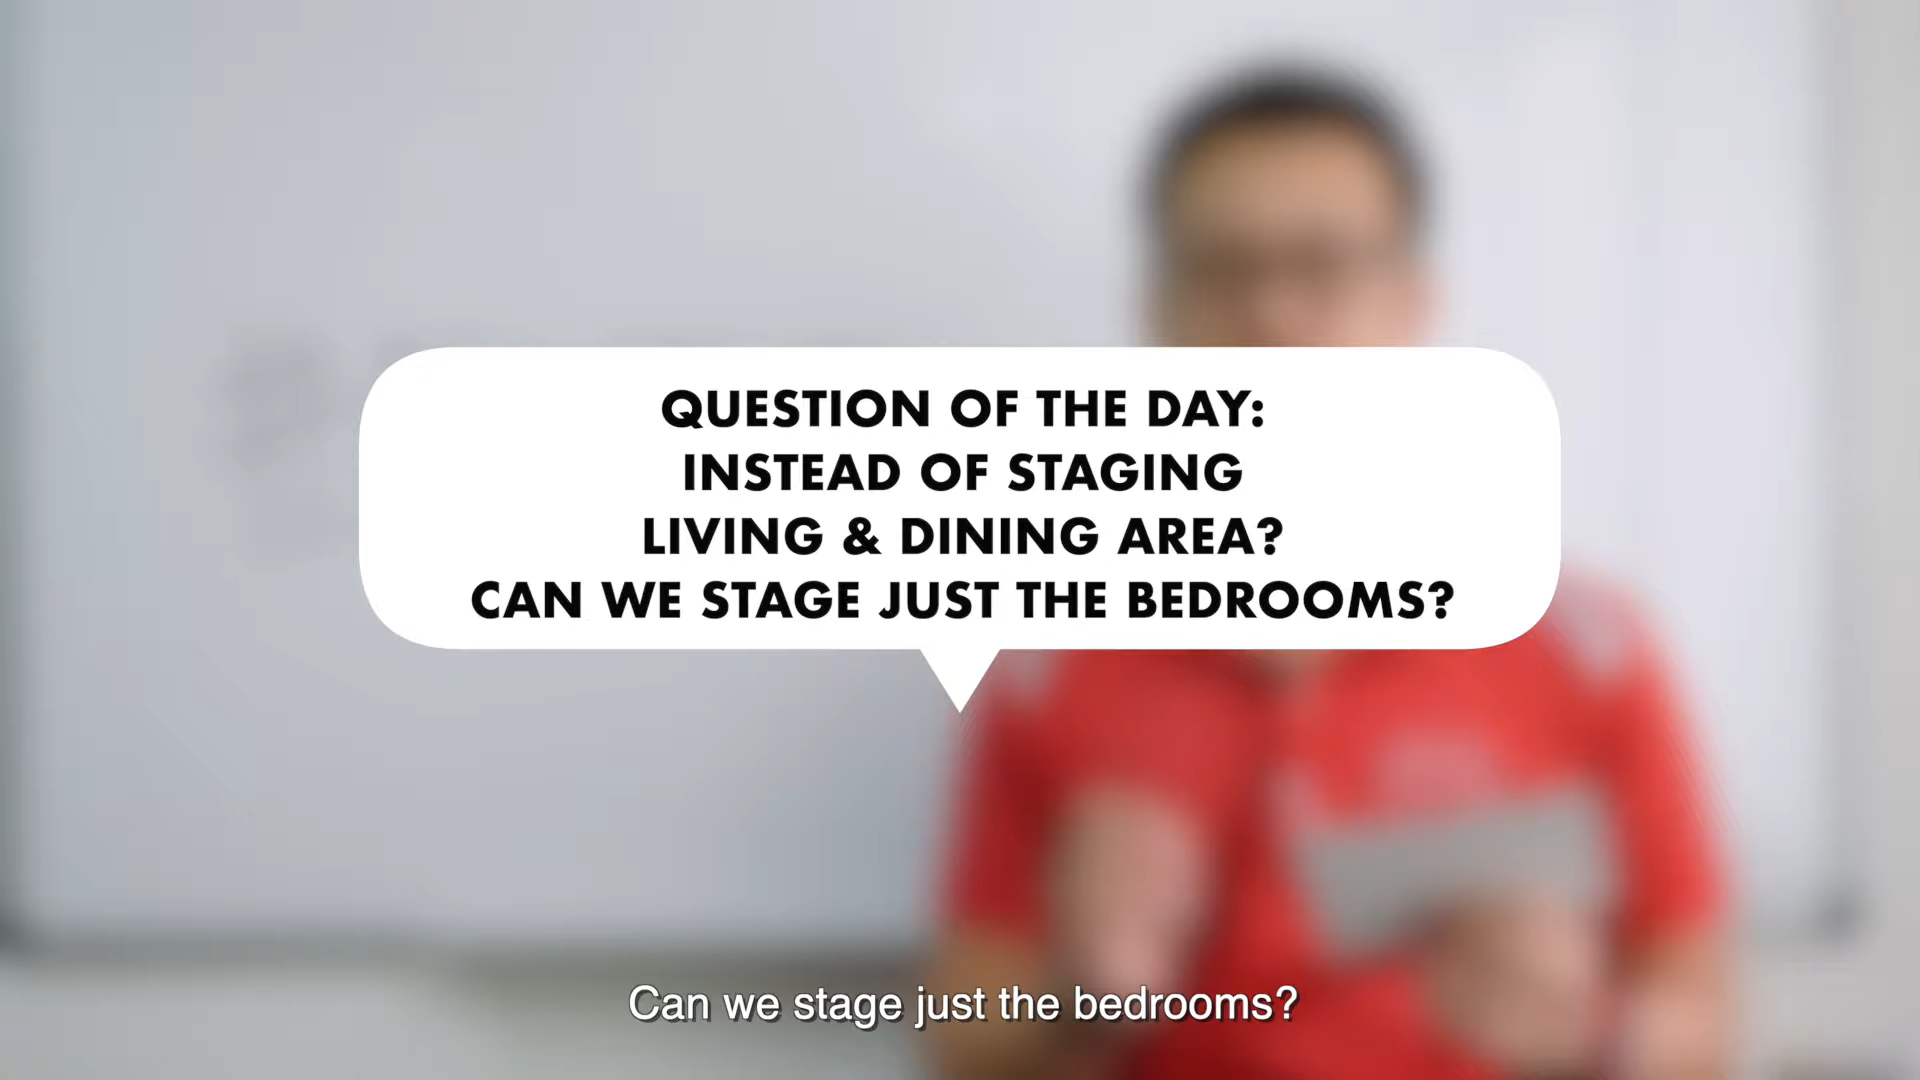 QUESTION OF THE DAY:
INSTEAD OF STAGING
LIVING & DINING AREA?
CAN WE STAGE JUST THE BEDROOMS?
Can we stage just the bedrooms?